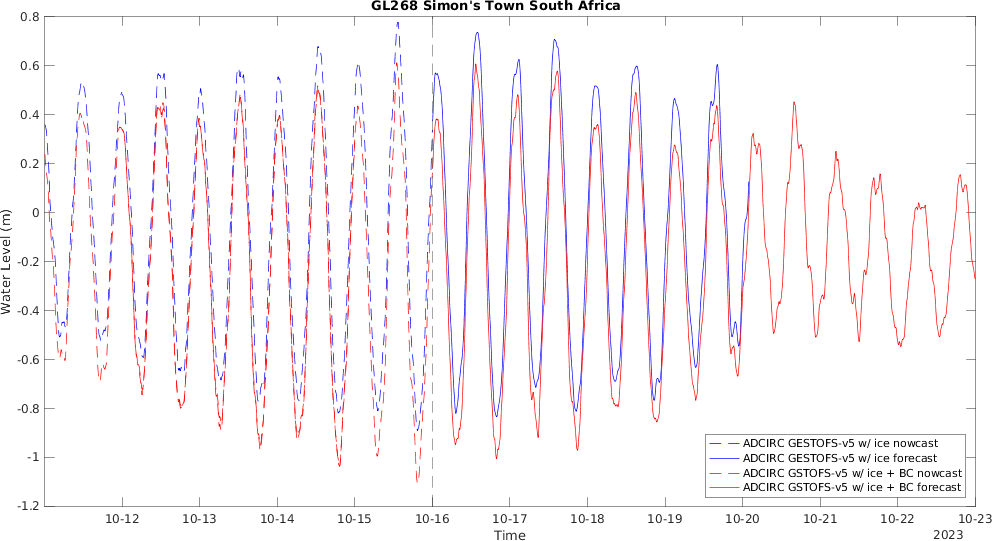 GL268 Simon's Town South Africa
0.8
0.6
0.4
0.2
0
-0.2
-0.4
-0.6
-0.8
-1
-1.2
Water Level (m)
ADCIRC GESTOFS-v5 w/ ice nowcast
ADCIRC GESTOFS-v5 w/ ice forecast
ADCIRC GSTOFS-v5 w/ ice + BC nowcast
ADCIRC GSTOFS-v5 w/ ice + BC forecast
10-12 10-13 10-14 10-15 10-16 10-17 10-18 10-19 10-20 10-21 10-22 10-23
Time
2023